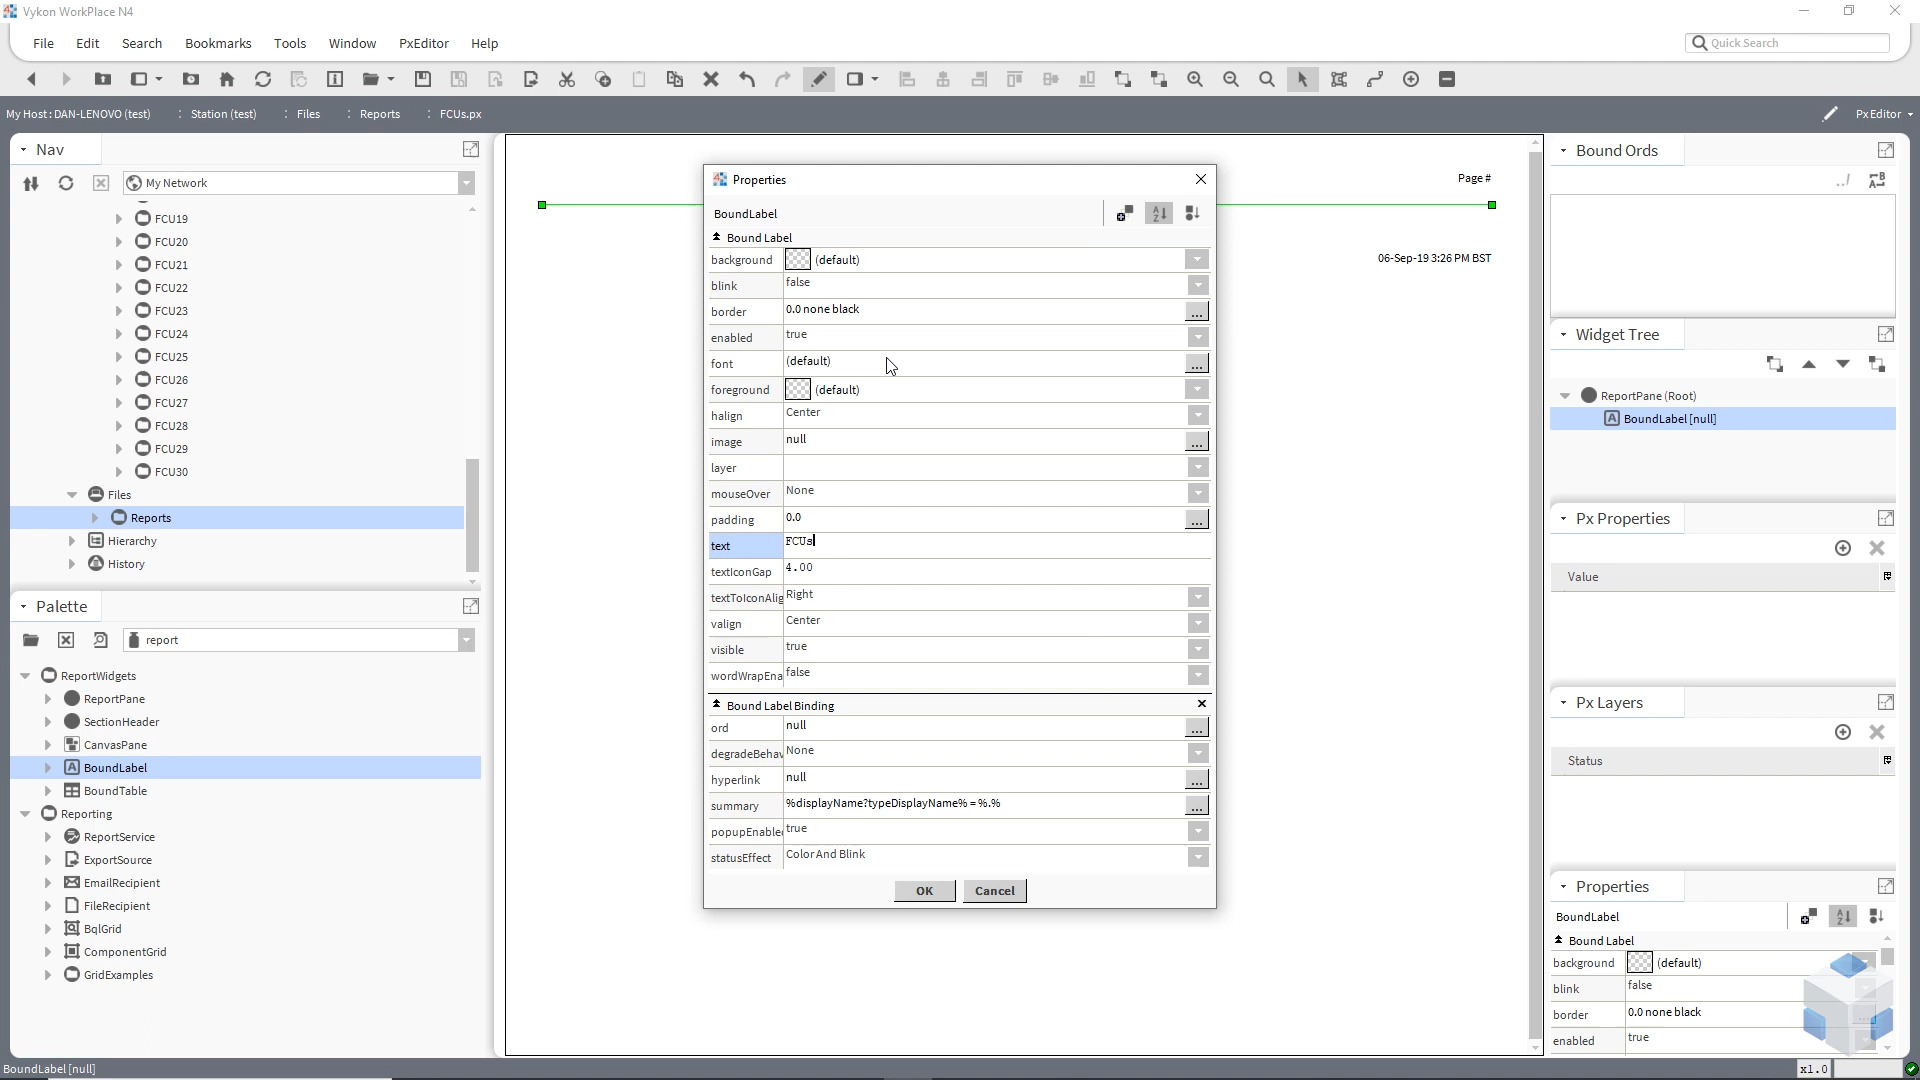 Vykon WorkPlace N4
File Edit Search Bookmarks Tools Window PxEditor Help
Quick Search
My Host : DAN-LENOVO (test) : Station (test) : Files : Reports : FCUs.px
PxEditor
Nav
My Network
FCU19
FCU20
FCU21
FCU22
FCU23
FCU24
FCU25
FCU26
FCU27
FCU28
FCU29
FCU30
Files
Reports
Hierarchy
History
Palette
report
ReportWidgets
ReportPane
SectionHeader
CanvasPane
BoundLabel
BoundTable
Reporting
ReportService
ExportSource
EmailRecipient
FileRecipient
BqlGrid
ComponentGrid
GridExamples
Page #
06-Sep-19 3:26 PM BST
Properties
BoundLabel
Bound Label
background (default)
blink false
border 0.0 none black
enabled true
font (default)
foreground (default)
halign Center
image null
layer
mouseOver None
padding 0.0
text FCUs
textIconGap 4.00
textToIconAlig Right
valign Center
visible true
wordWrapEna false
Bound Label Binding
ord null
degradeBehav None
hyperlink null
summary %displayName?typeDisplayName% = %.%
popupEnable true
statusEffect Color And Blink
OK Cancel
Bound Ords
Widget Tree
ReportPane (Root)
BoundLabel [null]
Px Properties
Value
Px Layers
Status
Properties
BoundLabel
Bound Label
background (default)
blink false
border 0.0 none black
enabled true
BoundLabel [null]
x1.0